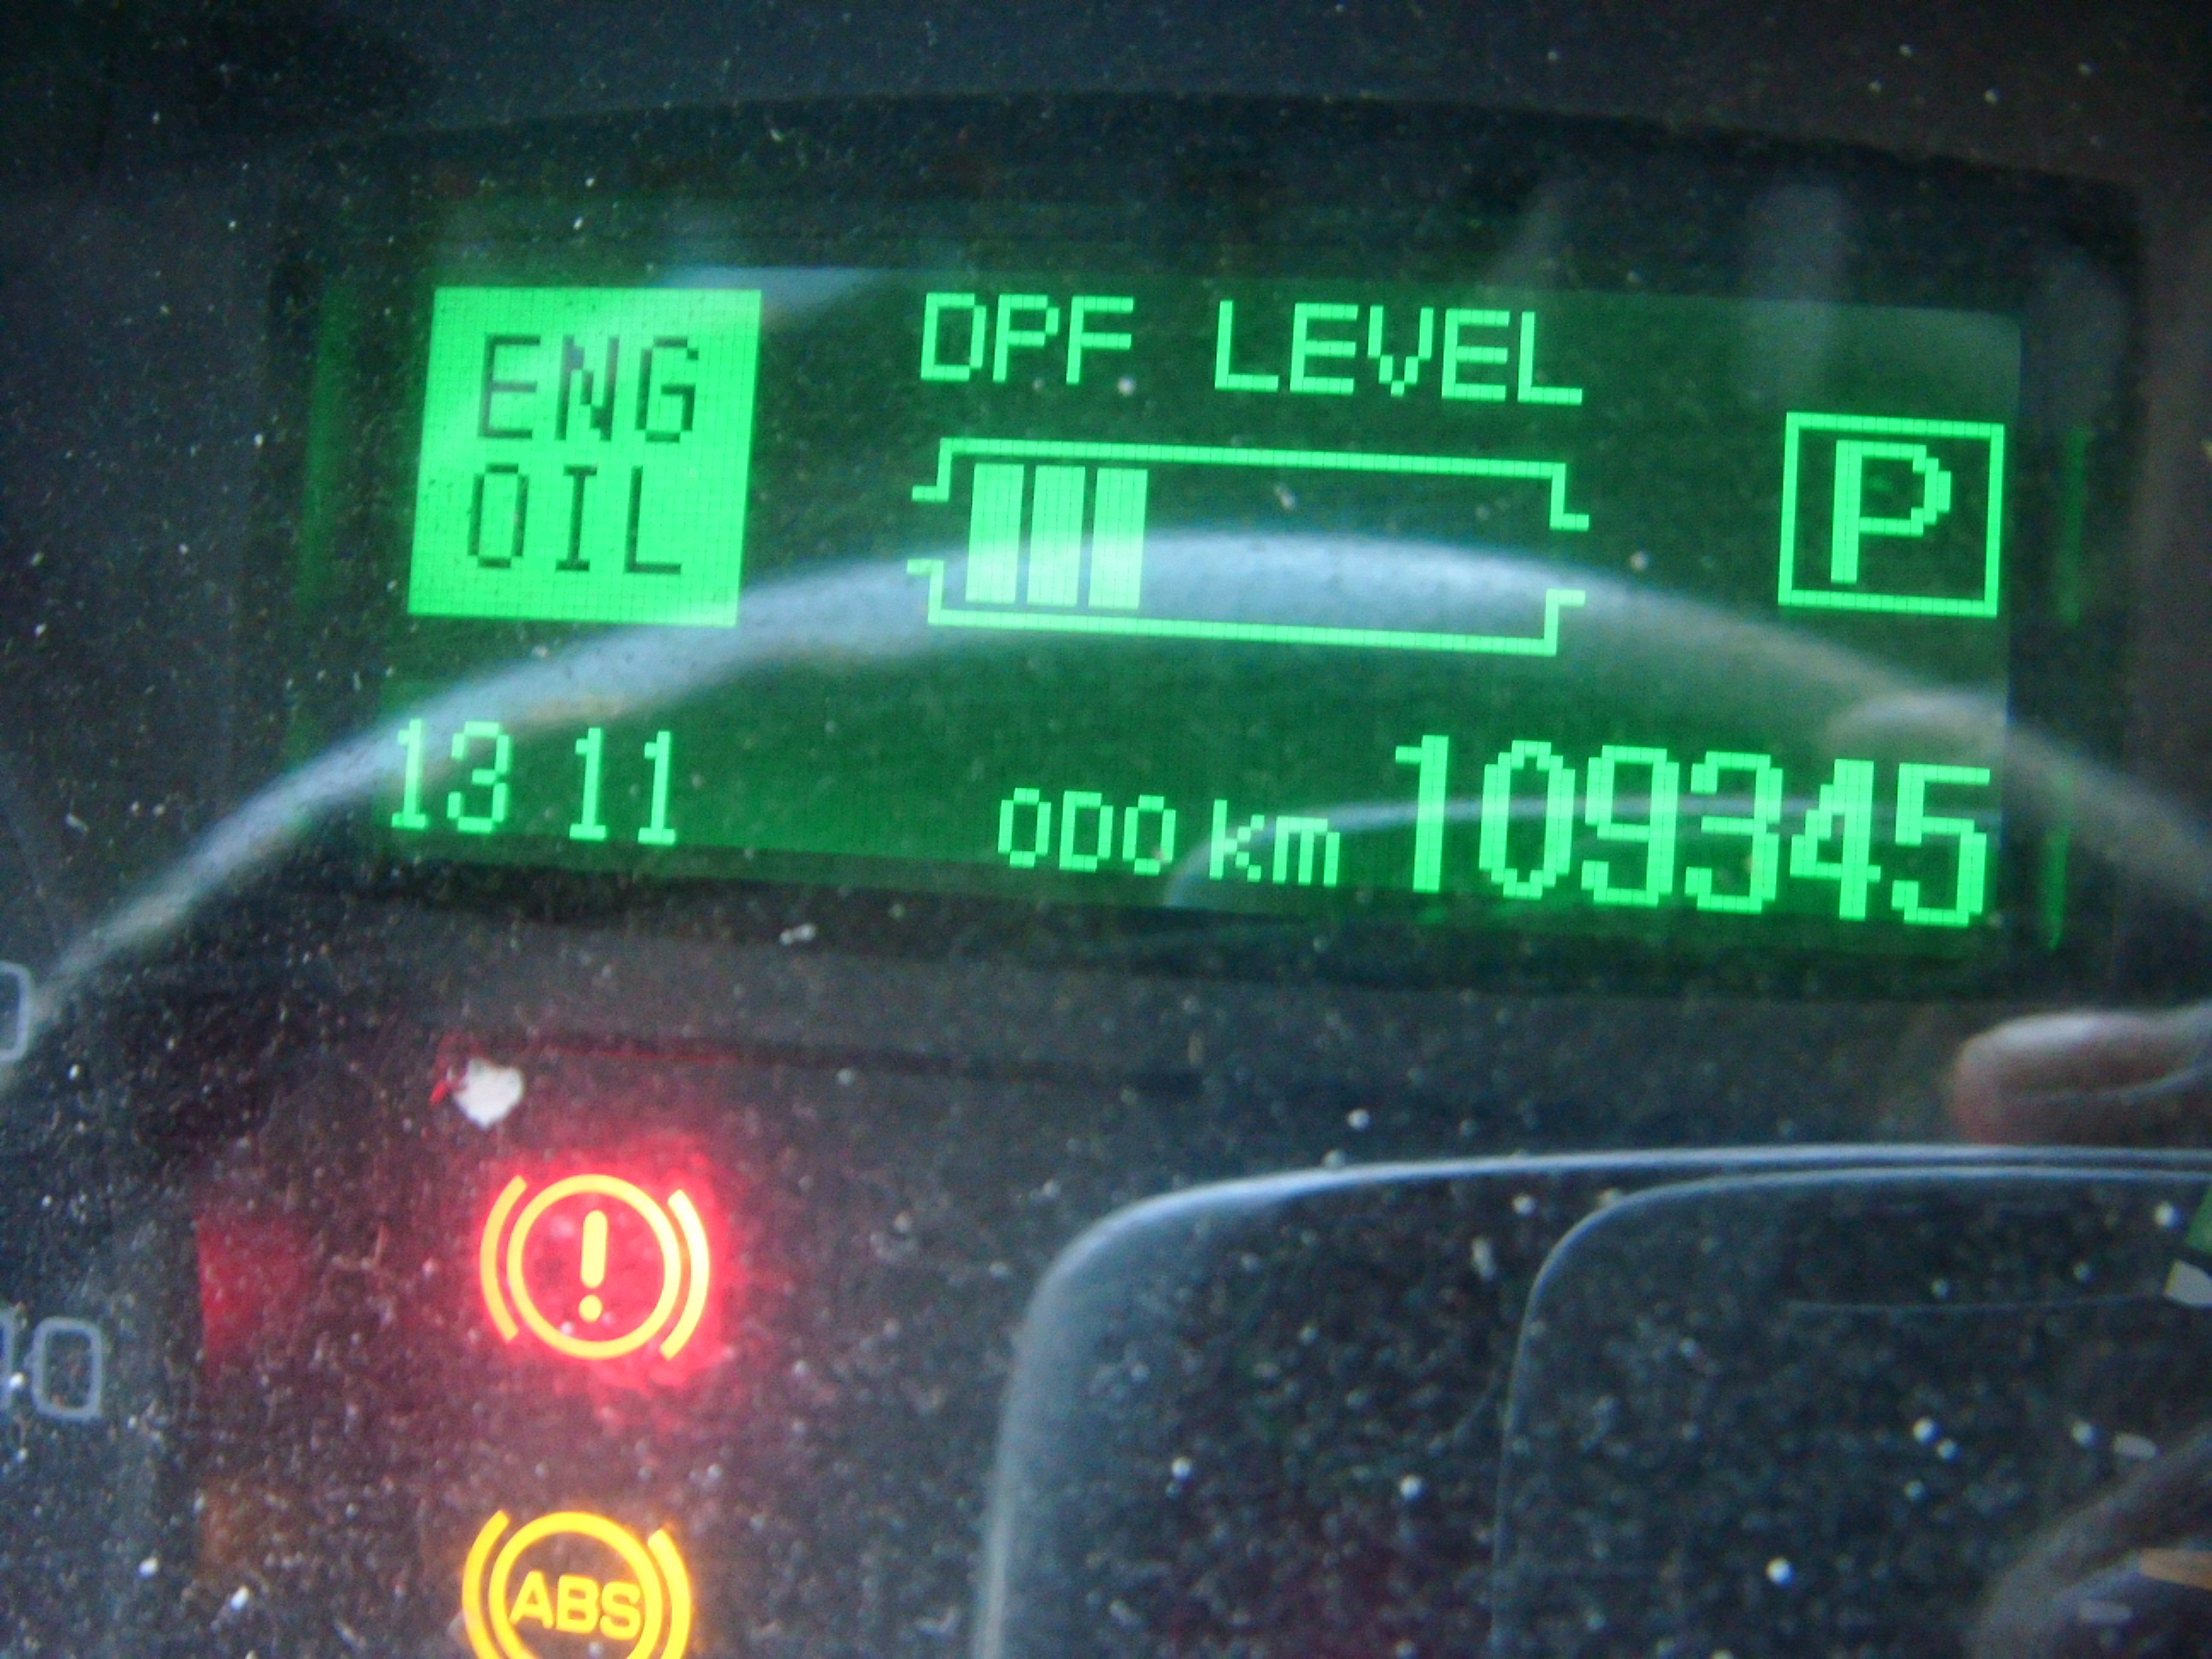 ENG
OIL
DPF LEVEL
P
13 11
ODO km 109345
!
ABS